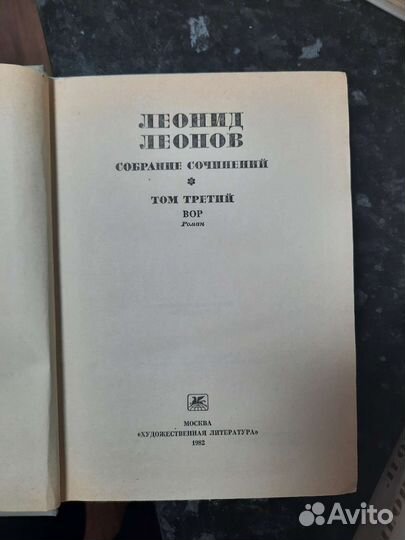 ЛЕОНИД
ЛЕОНОВ
СОБРАНИЕ СОЧИНЕНИЙ
*
ТОМ ТРЕТИЙ
ВОР
Роман
МОСКВА
«ХУДОЖЕСТВЕННАЯ ЛИТЕРАТУРА»
1982
Avito